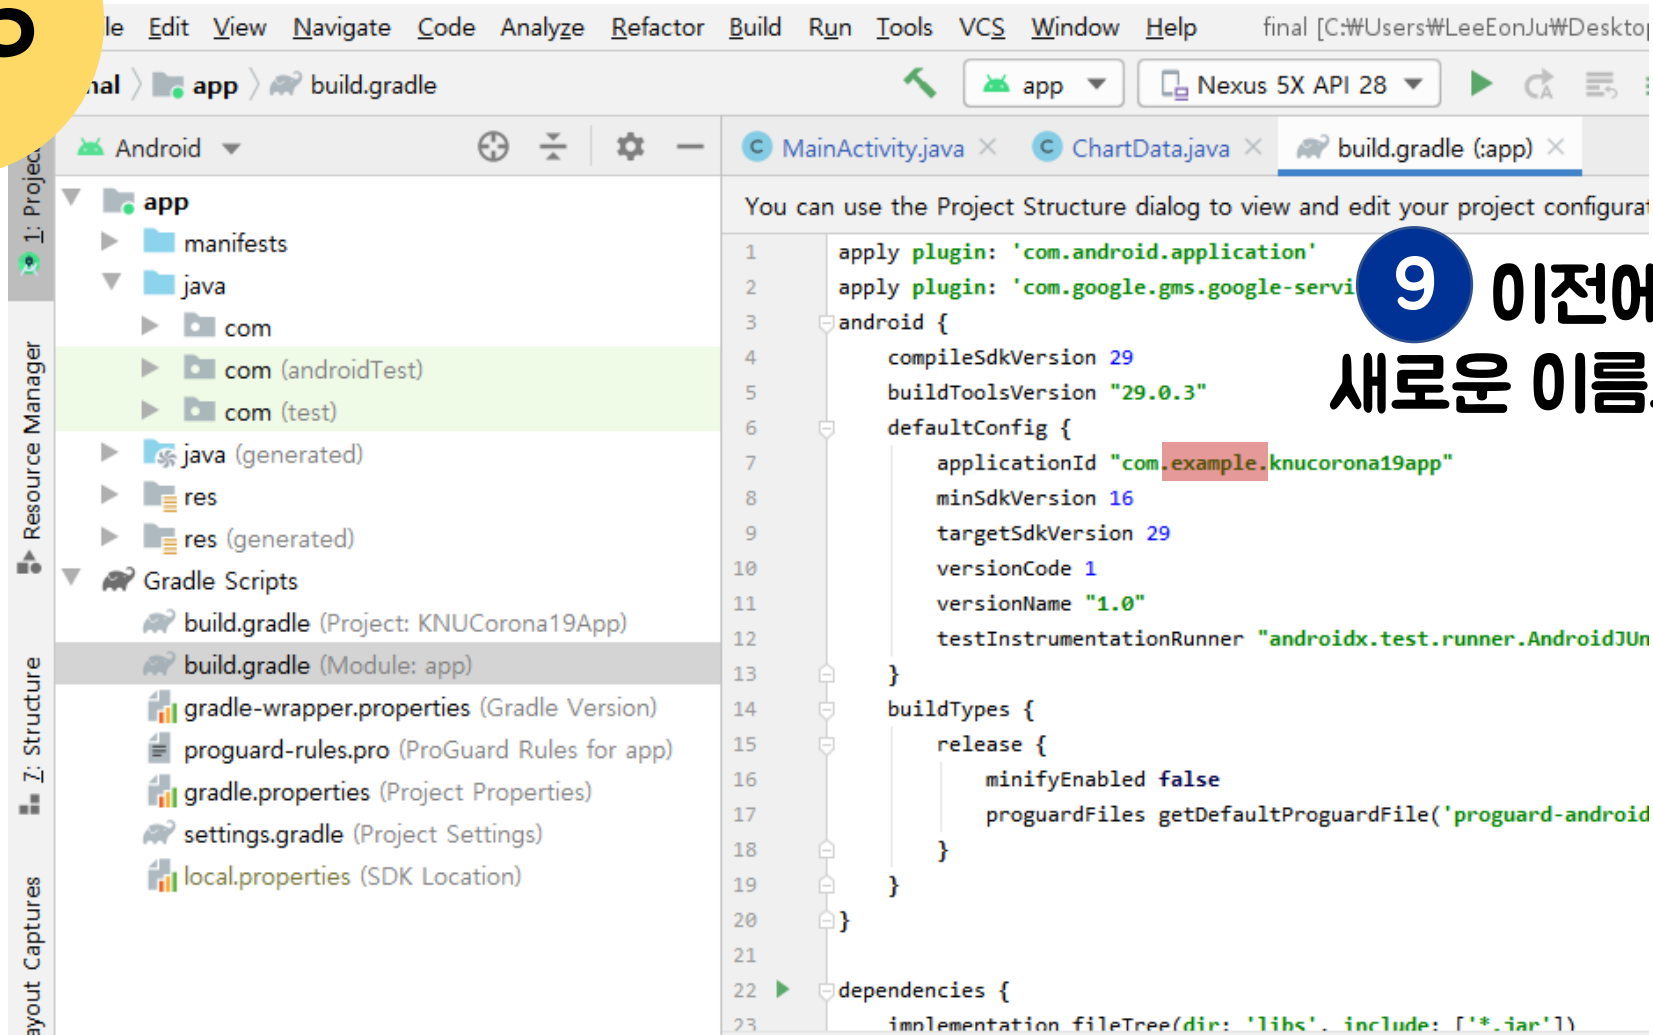 Edit View Navigate Code Analyze Refactor Build Run Tools VCS Window Help final [C:₩Users₩LeeEonJu₩Desktop
app build.gradle app Nexus 5X API 28
Android MainActivity.java ChartData.java build.gradle (:app)
You can use the Project Structure dialog to view and edit your project
1: Project
Resource Manager
7: Structure
Captures
app
manifests
java
com
com (androidTest)
com (test)
java (generated)
res
res (generated)
Gradle Scripts
build.gradle (Project: KNUCorona19App)
build.gradle (Module: app)
gradle-wrapper.properties (Gradle Version)
proguard-rules.pro (ProGuard Rules for app)
gradle.properties (Project Properties)
settings.gradle (Project Settings)
local.properties (SDK Location)
1 apply plugin: 'com.android.application'
2 apply plugin: 'com.google.gms.google-servi
3 android {
4 compileSdkVersion 29
5 buildToolsVersion "29.0.3"
6 defaultConfig {
7 applicationId "com.example.knucorona19app"
8 minSdkVersion 16
9 targetSdkVersion 29
10 versionCode 1
11 versionName "1.0"
12 testInstrumentationRunner "androidx.test.runner.AndroidJUn
13 }
14 buildTypes {
15 release {
16 minifyEnabled false
17 proguardFiles getDefaultProguardFile('proguard-android
18 }
19 }
20 }
21
22 dependencies {
23 implementation fileTree(dir: 'libs', include: ['*.jar'])
9 이전에
새로운 이름